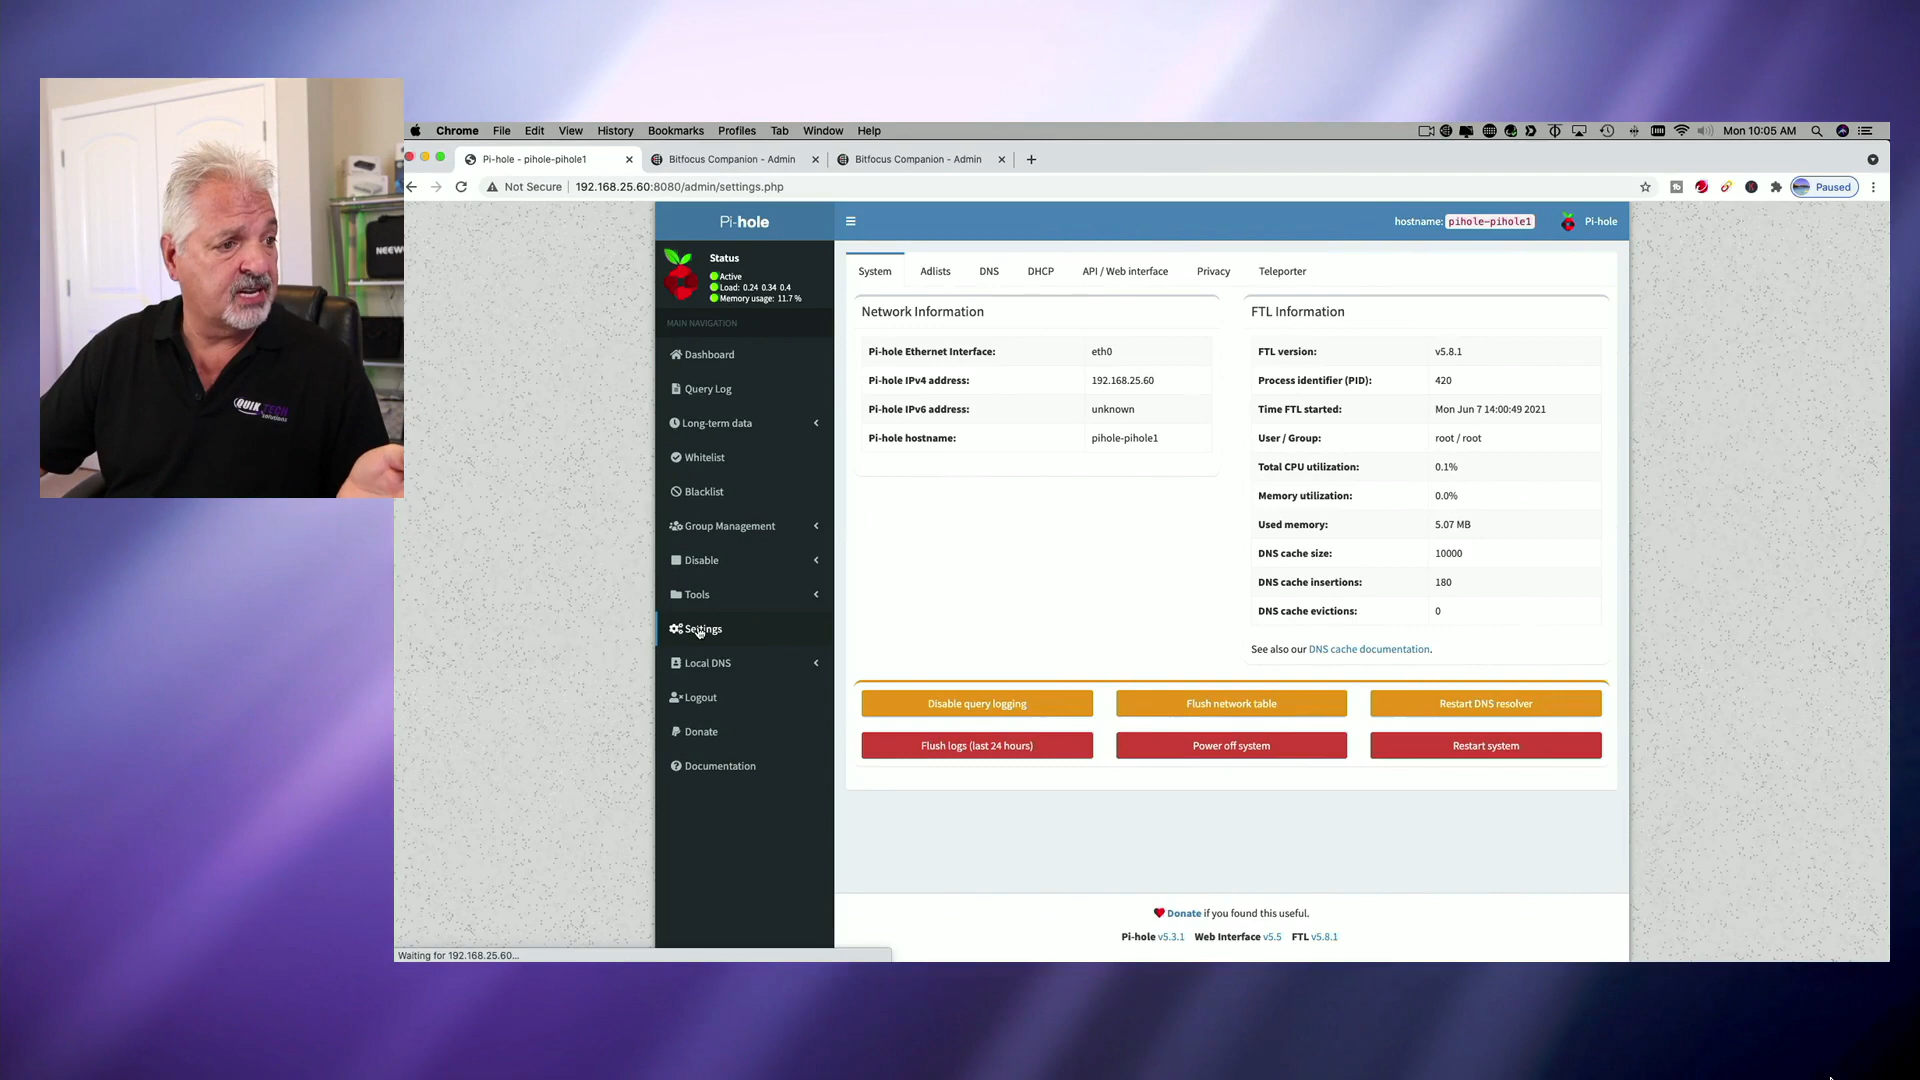 Chrome File Edit View History Bookmarks Profiles Tab Window Help Mon 10:05 AM
Pi-hole - pihole-pihole1 Bitfocus Companion - Admin Bitfocus Companion - Admin
Not Secure 192.168.25.60:8080/admin/settings.php Paused
Pi-hole hostname: pihole-pihole1 Pi-hole
Status
Active
Load: 0.24 0.34 0.4
Memory usage: 11.7 %
MAIN NAVIGATION
Dashboard
Query Log
Long-term data
Whitelist
Blacklist
Group Management
Disable
Tools
Settings
Local DNS
Logout
Donate
Documentation
System Adlists DNS DHCP API / Web interface Privacy Teleporter
Network Information
Pi-hole Ethernet Interface: eth0
Pi-hole IPv4 address: 192.168.25.60
Pi-hole IPv6 address: unknown
Pi-hole hostname: pihole-pihole1
FTL Information
FTL version: v5.8.1
Process identifier (PID): 420
Time FTL started: Mon Jun 7 14:00:49 2021
User / Group: root / root
Total CPU utilization: 0.1%
Memory utilization: 0.0%
Used memory: 5.07 MB
DNS cache size: 10000
DNS cache insertions: 180
DNS cache evictions: 0
See also our DNS cache documentation.
Disable query logging Flush network table Restart DNS resolver
Flush logs (last 24 hours) Power off system Restart system
Donate if you found this useful.
Pi-hole v5.3.1 Web Interface v5.5 FTL v5.8.1
Waiting for 192.168.25.60...
NEEW
QUIKTECH
solutions